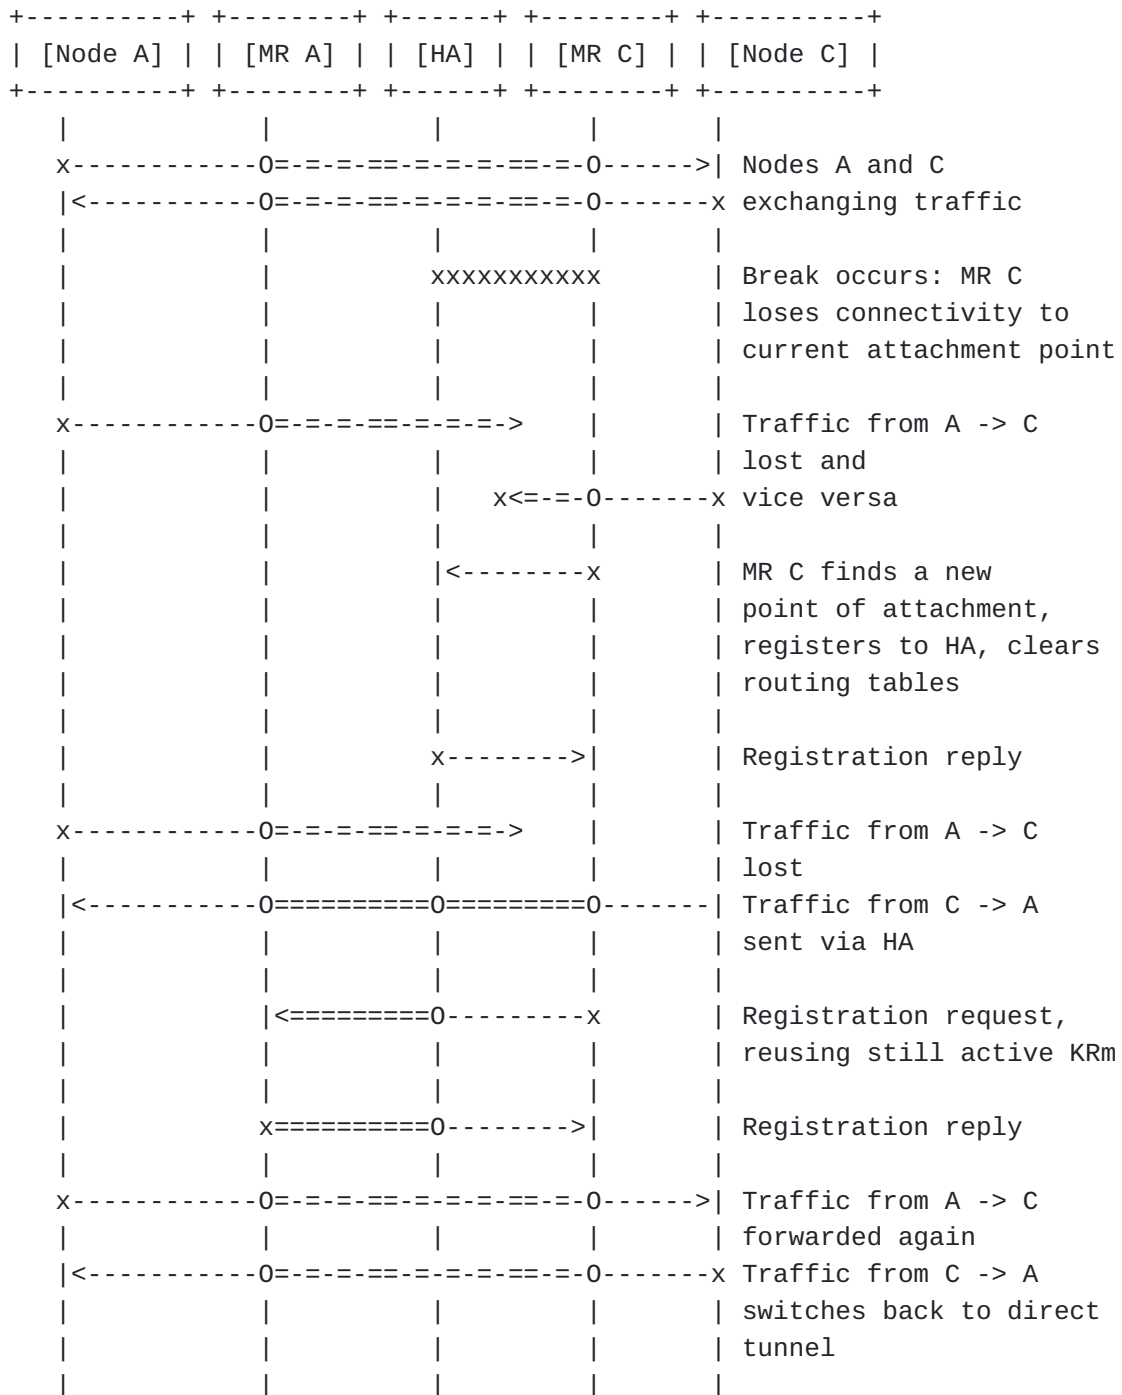 +----------+ +--------+ +------+ +--------+ +----------+
| [Node A] | | [MR A] | | [HA] | | [MR C] | | [Node C] |
+----------+ +--------+ +------+ +--------+ +----------+
   |            |          |         |       |
   x------------O=-=-=-==-=-=-=-==-=-O------>| Nodes A and C
   |<-----------O=-=-=-==-=-=-=-==-=-O-------x exchanging traffic
   |            |          |         |       |
   |            |          xxxxxxxxxxx       | Break occurs: MR C
   |            |          |         |       | loses connectivity to
   |            |          |         |       | current attachment point
   |            |          |         |       |
   x------------O=-=-=-==-=-=-=->    |       | Traffic from A -> C
   |            |          |         |       | lost and
   |            |          |   x<=-=-O-------x vice versa
   |            |          |         |       |
   |            |          |<--------x       | MR C finds a new
   |            |          |         |       | point of attachment,
   |            |          |         |       | registers to HA, clears
   |            |          |         |       | routing tables
   |            |          |         |       |
   |            |          x-------->|       | Registration reply
   |            |          |         |       |
   x------------O=-=-=-==-=-=-=->    |       | Traffic from A -> C
   |            |          |         |       | lost
   |<-----------O==========O=========O-------| Traffic from C -> A
   |            |          |         |       | sent via HA
   |            |          |         |       |
   |            |<=========O---------x       | Registration request,
   |            |          |         |       | reusing still active KRm
   |            |          |         |       |
   |            x==========O-------->|       | Registration reply
   |            |          |         |       |
   x------------O=-=-=-==-=-=-=-==-=-O------>| Traffic from A -> C
   |            |          |         |       | forwarded again
   |<-----------O=-=-=-==-=-=-=-==-=-O-------x Traffic from C -> A
   |            |          |         |       | switches back to direct
   |            |          |         |       | tunnel
   |            |          |         |       |